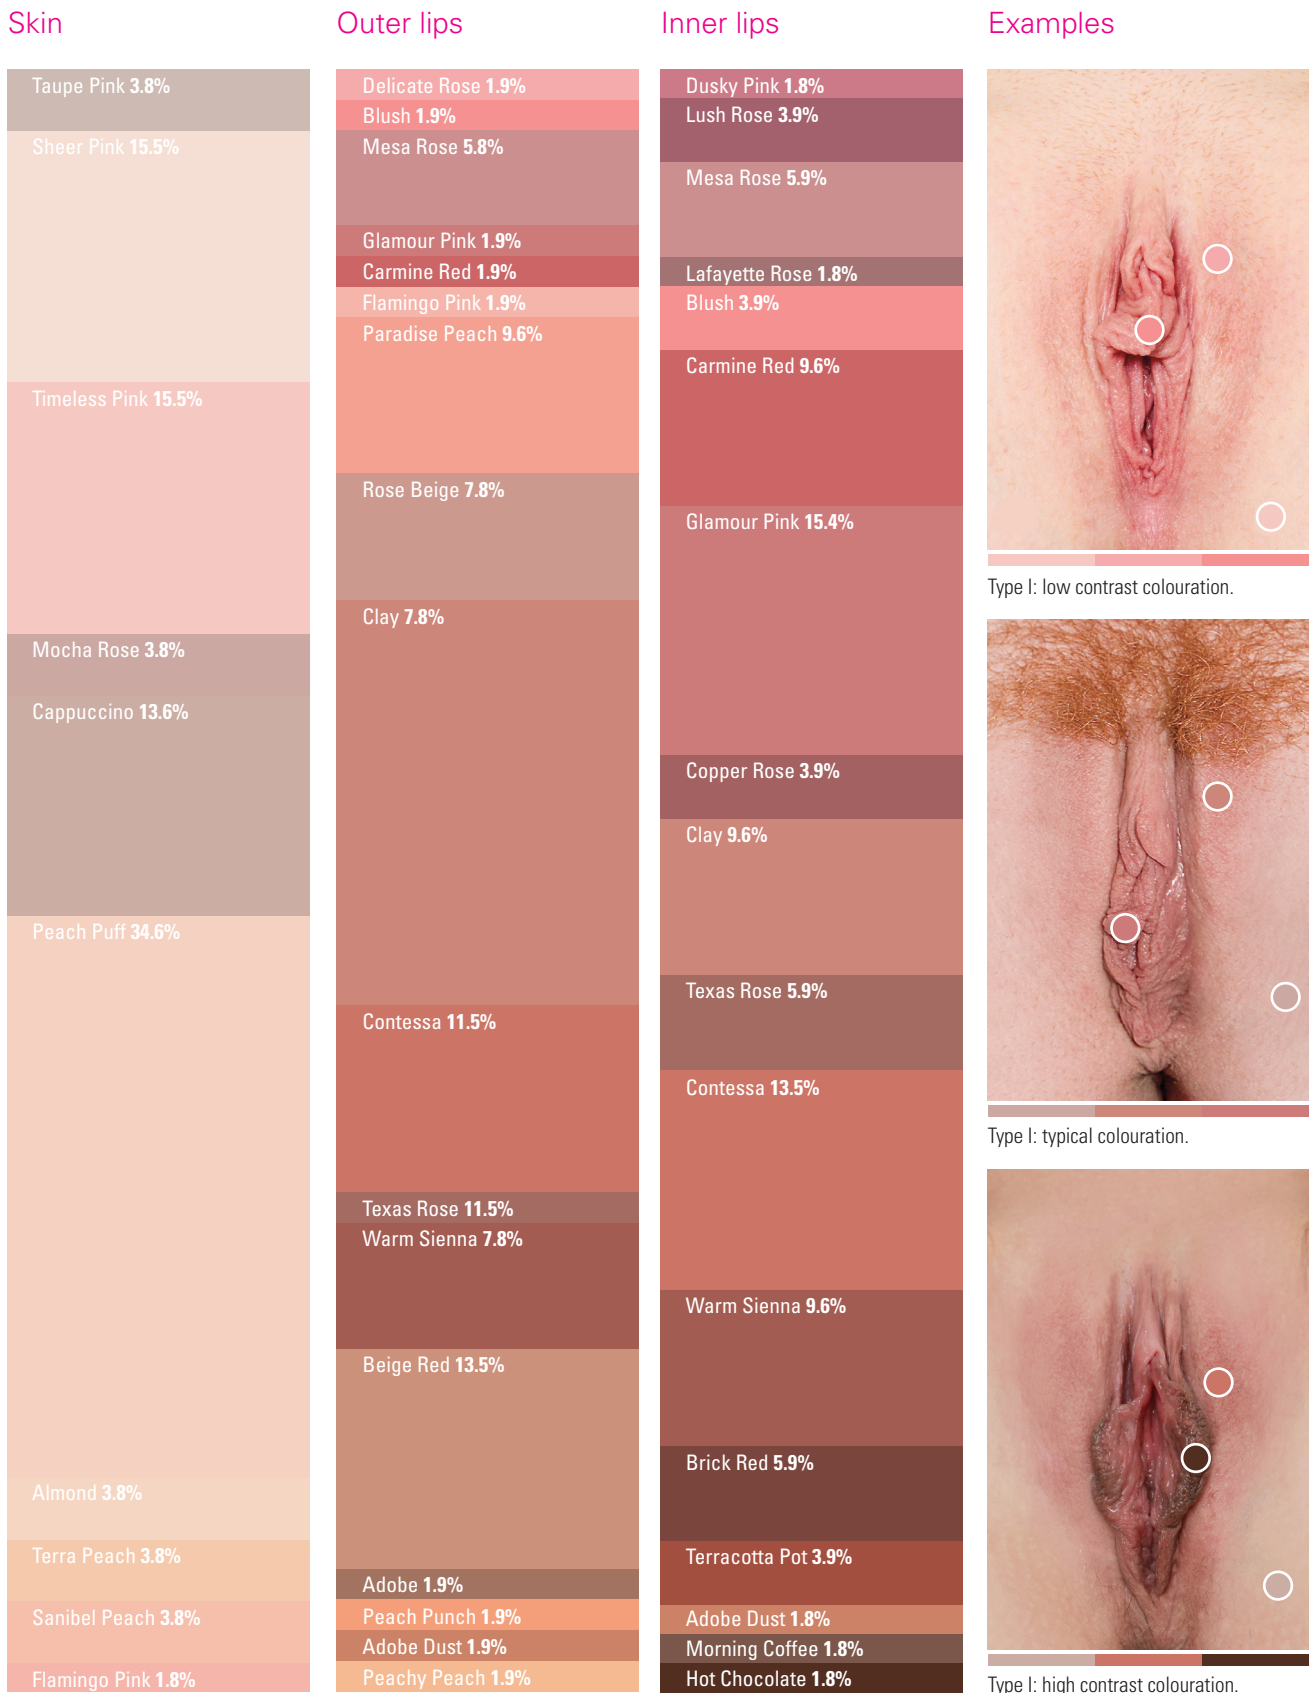 Skin
Taupe Pink 3.8%
Sheer Pink 15.5%
Timeless Pink 15.5%
Mocha Rose 3.8%
Cappuccino 13.6%
Peach Puff 34.6%
Almond 3.8%
Terra Peach 3.8%
Sanibel Peach 3.8%
Flamingo Pink 1.8%
Outer lips
Delicate Rose 1.9%
Blush 1.9%
Mesa Rose 5.8%
Glamour Pink 1.9%
Carmine Red 1.9%
Flamingo Pink 1.9%
Paradise Peach 9.6%
Rose Beige 7.8%
Clay 7.8%
Contessa 11.5%
Texas Rose 11.5%
Warm Sienna 7.8%
Beige Red 13.5%
Adobe 1.9%
Peach Punch 1.9%
Adobe Dust 1.9%
Peachy Peach 1.9%
Inner lips
Dusky Pink 1.8%
Lush Rose 3.9%
Mesa Rose 5.9%
Lafayette Rose 1.8%
Blush 3.9%
Carmine Red 9.6%
Glamour Pink 15.4%
Copper Rose 3.9%
Clay 9.6%
Texas Rose 5.9%
Contessa 13.5%
Warm Sienna 9.6%
Brick Red 5.9%
Terracotta Pot 3.9%
Adobe Dust 1.8%
Morning Coffee 1.8%
Hot Chocolate 1.8%
Examples
Type I: low contrast colouration.
Type I: typical colouration.
Type I: high contrast colouration.